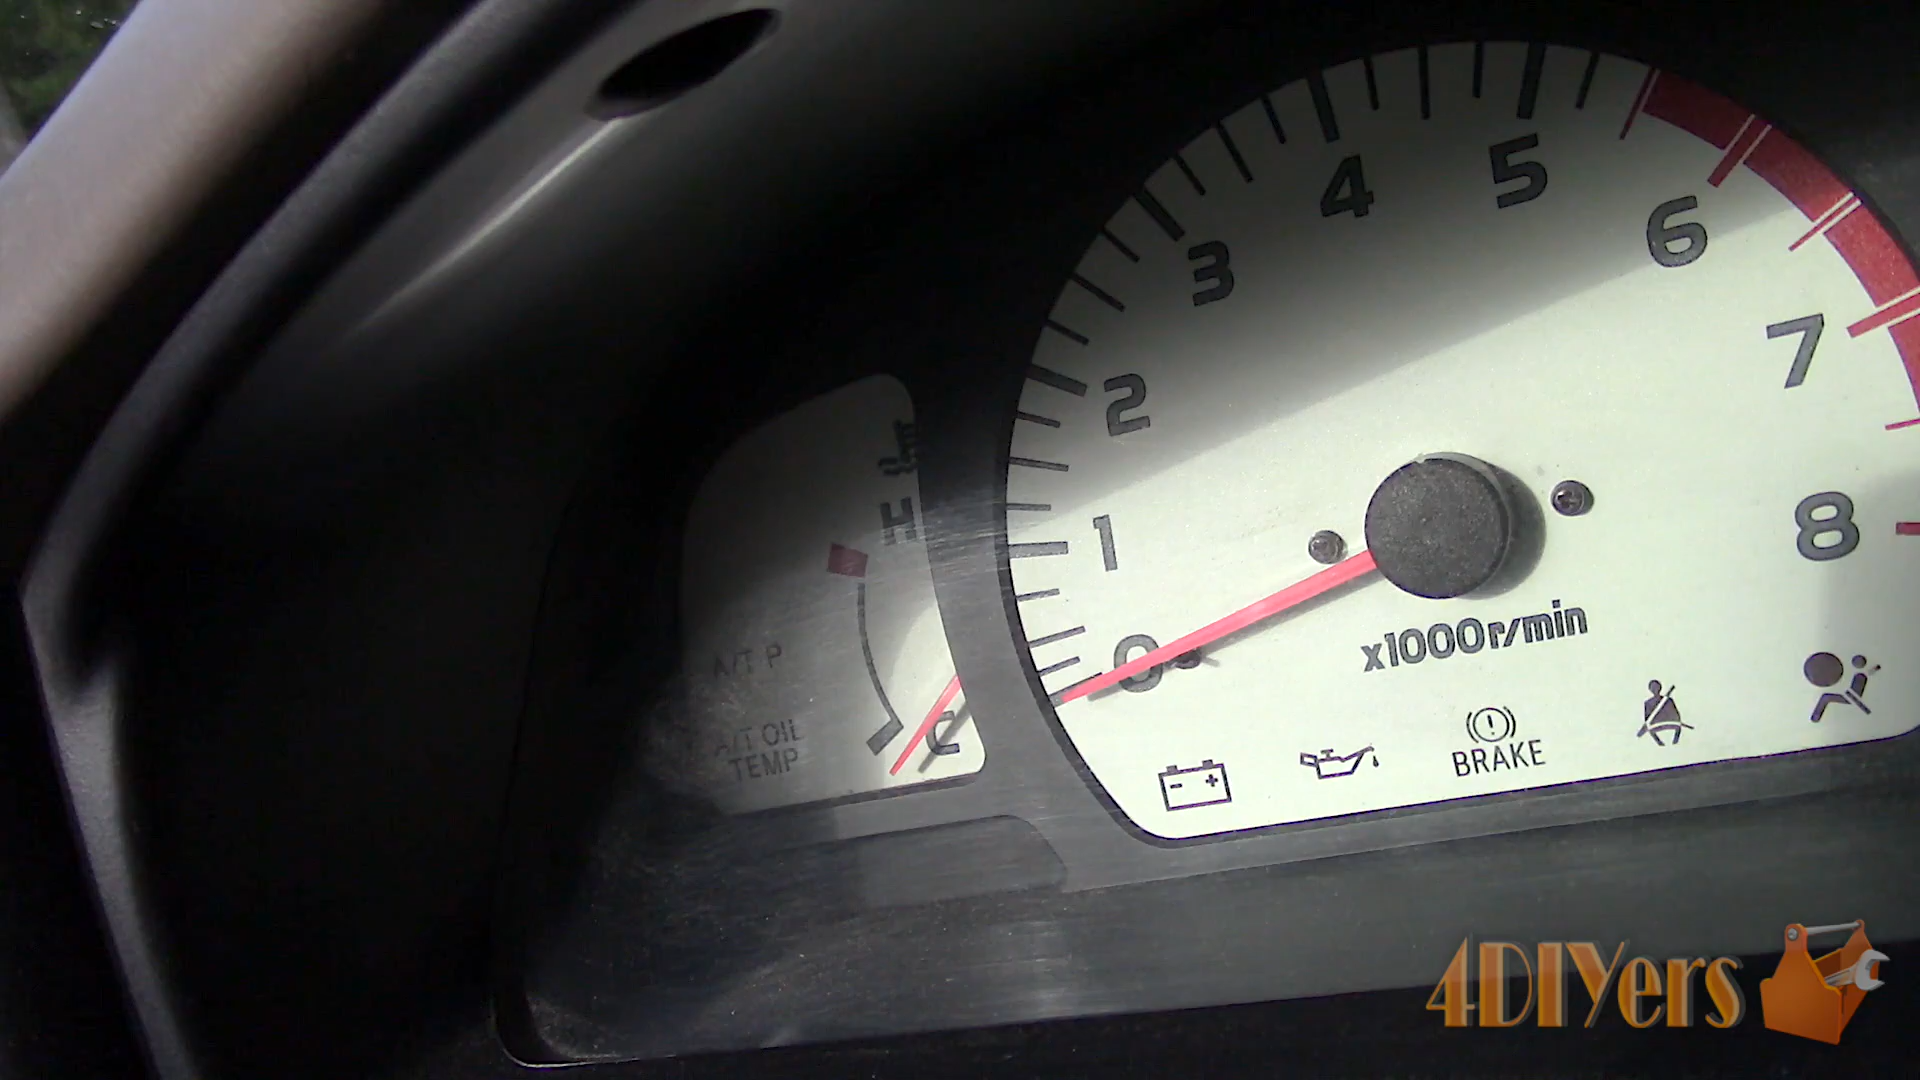 4
5
3
6
2
7
H
1
8
x1000r/min
0
A/T P
C
A/T OIL
TEMP
BRAKE
4DIYers